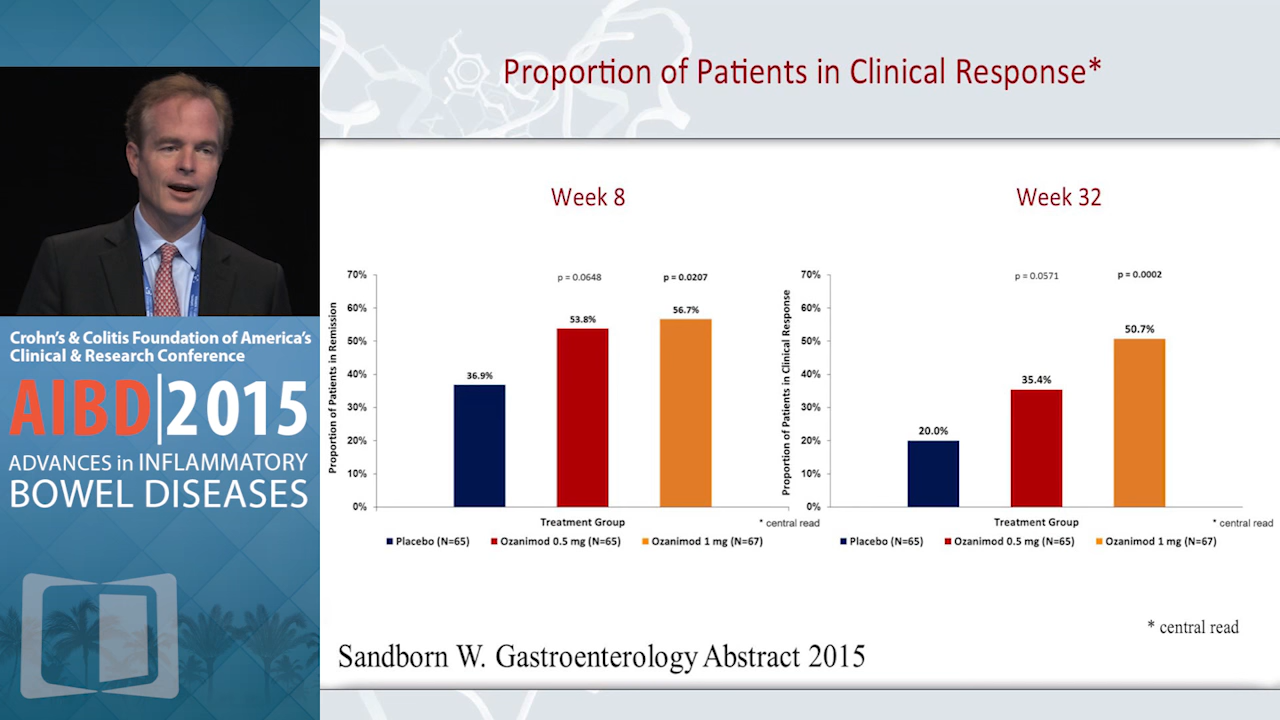 Crohn's & Colitis Foundation of America's
Clinical & Research Conference
AIBD|2015
ADVANCES in INFLAMMATORY
BOWEL DISEASES
Proportion of Patients in Clinical Response*
Week 8
Proportion of Patients in Remission
70%
60%
50%
40%
30%
20%
10%
0%
p = 0.0648
p = 0.0207
36.9%
53.8%
56.7%
Treatment Group
* central read
Placebo (N=65) Ozanimod 0.5 mg (N=65) Ozanimod 1 mg (N=67)
Week 32
Proportion of Patients in Clinical Response
70%
60%
50%
40%
30%
20%
10%
0%
p = 0.0571
p = 0.0002
20.0%
35.4%
50.7%
Treatment Group
* central read
Placebo (N=65) Ozanimod 0.5 mg (N=65) Ozanimod 1 mg (N=67)
* central read
Sandborn W. Gastroenterology Abstract 2015